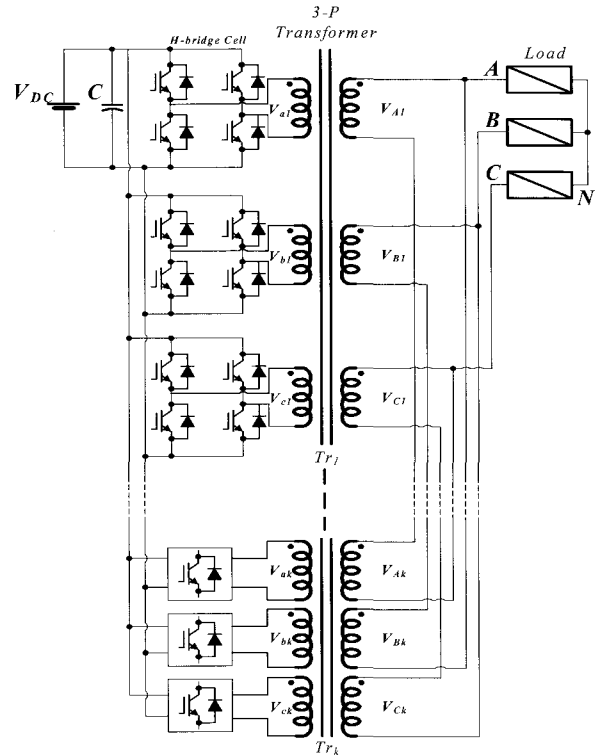 3-P
Transformer
H-bridge Cell
Load
V_DC
C
V_a1
V_A1
A
B
C
N
V_b1
V_B1
V_c1
V_C1
Tr_1
V_ak
V_Ak
V_bk
V_Bk
V_ck
V_Ck
Tr_k